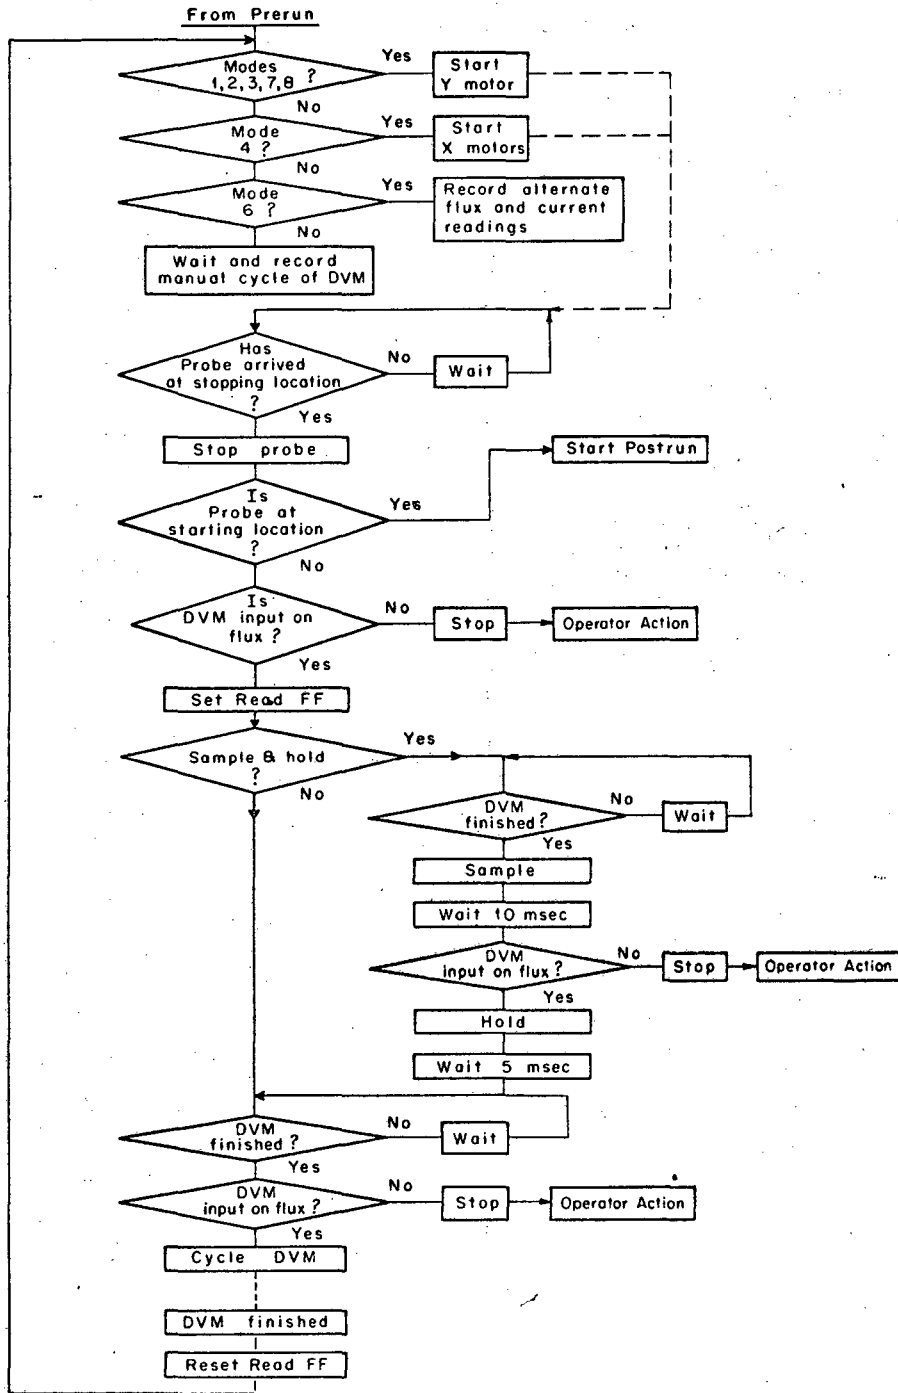 From Prerun
Modes
1,2,3,7,8 ?
Yes
Start
Y motor
No
Mode
4 ?
Yes
Start
X motors
No
Mode
6 ?
Yes
Record alternate
flux and current
readings
No
Wait and record
manual cycle of DVM
Has
Probe arrived
at stopping location
?
No
Wait
Yes
Stop probe
Start Postrun
Is
Probe at
starting location
?
Yes
No
Is
DVM input on
flux ?
No
Stop
Operator Action
Yes
Set Read FF
Sample & hold
?
Yes
No
DVM
finished ?
No
Wait
Yes
Sample
Wait 10 msec
DVM
input on flux ?
No
Stop
Operator Action
Yes
Hold
Wait 5 msec
DVM
finished ?
No
Wait
Yes
DVM
input on flux ?
No
Stop
Operator Action
Yes
Cycle DVM
DVM finished
Reset Read FF